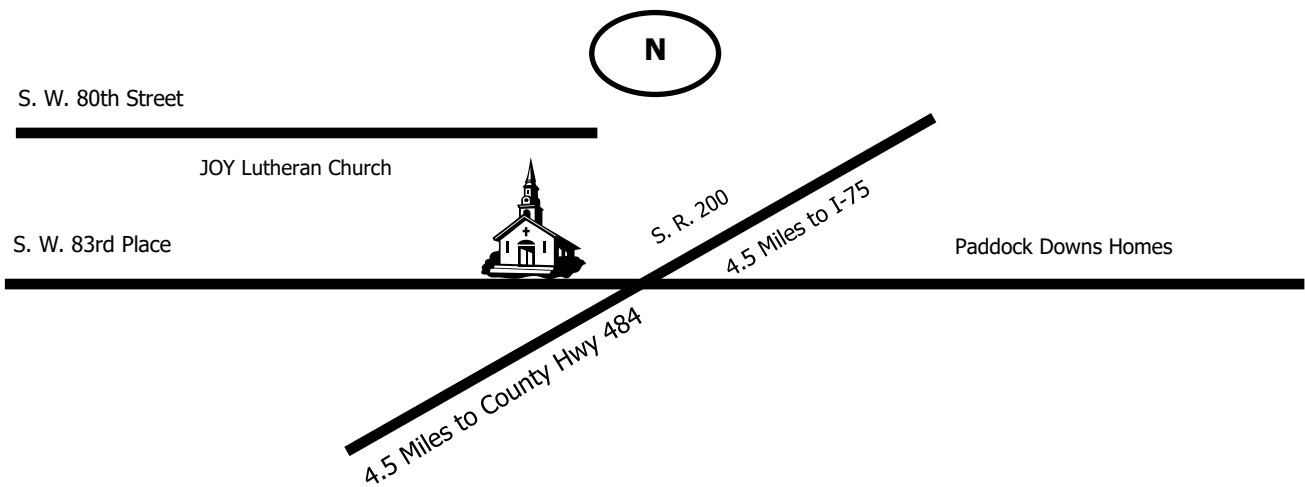 N
S. W. 80th Street
JOY Lutheran Church
S. R. 200
4.5 Miles to I-75
S. W. 83rd Place
Paddock Downs Homes
4.5 Miles to County Hwy 484